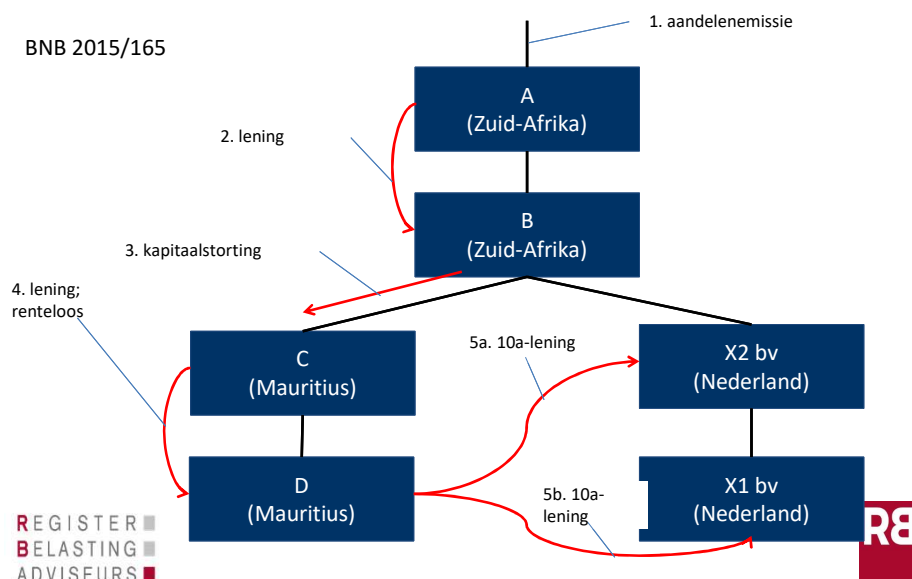 1. aandelenemissie
BNB 2015/165
A
(Zuid-Afrika)
2. lening
B
(Zuid-Afrika)
3. kapitaalstorting
4. lening;
renteloos
5a. 10a-lening
C
(Mauritius)
X2 bv
(Nederland)
D
(Mauritius)
5b. 10a-
lening
X1 bv
(Nederland)
REGISTER
BELASTING
ADVISEURS
RB